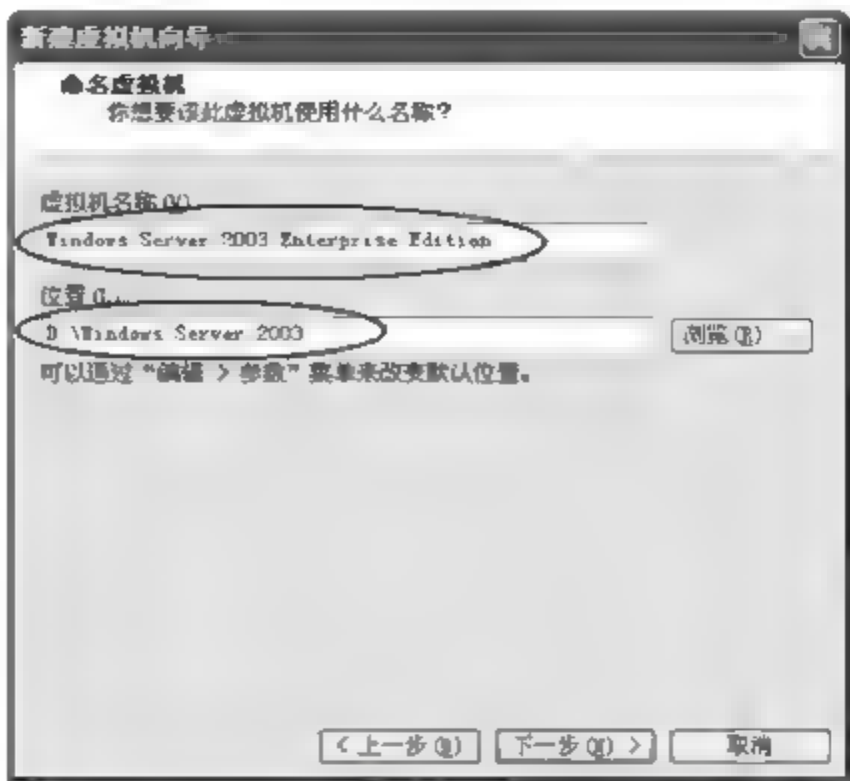 新建虚拟机向导
命名虚拟机
你想要该此虚拟机使用什么名称?
虚拟机名称(V)
Windows Server 2003 Enterprise Edition
位置(L)
D:\Windows Server 2003
浏览(R)
可以通过“编辑 > 参数”菜单来改变默认位置。
< 上一步(B)
下一步(N) >
取消